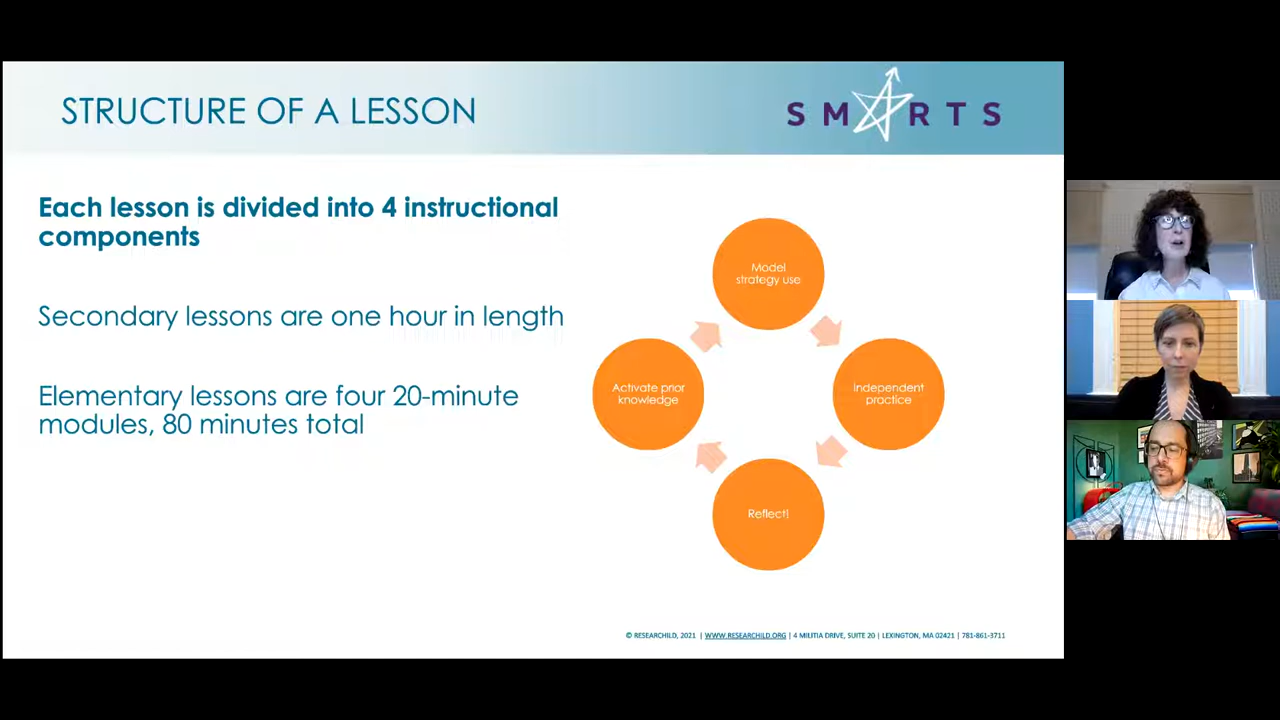 STRUCTURE OF A LESSON
SMARTS
Each lesson is divided into 4 instructional
components
Secondary lessons are one hour in length
Elementary lessons are four 20-minute
modules, 80 minutes total
Model
strategy use
Activate prior
knowledge
Independent
practice
Reflect!
© RESEARCHILD, 2021 | WWW.RESEARCHILD.ORG | 4 MILITIA DRIVE, SUITE 20 | LEXINGTON, MA 02421 | 781-861-3711